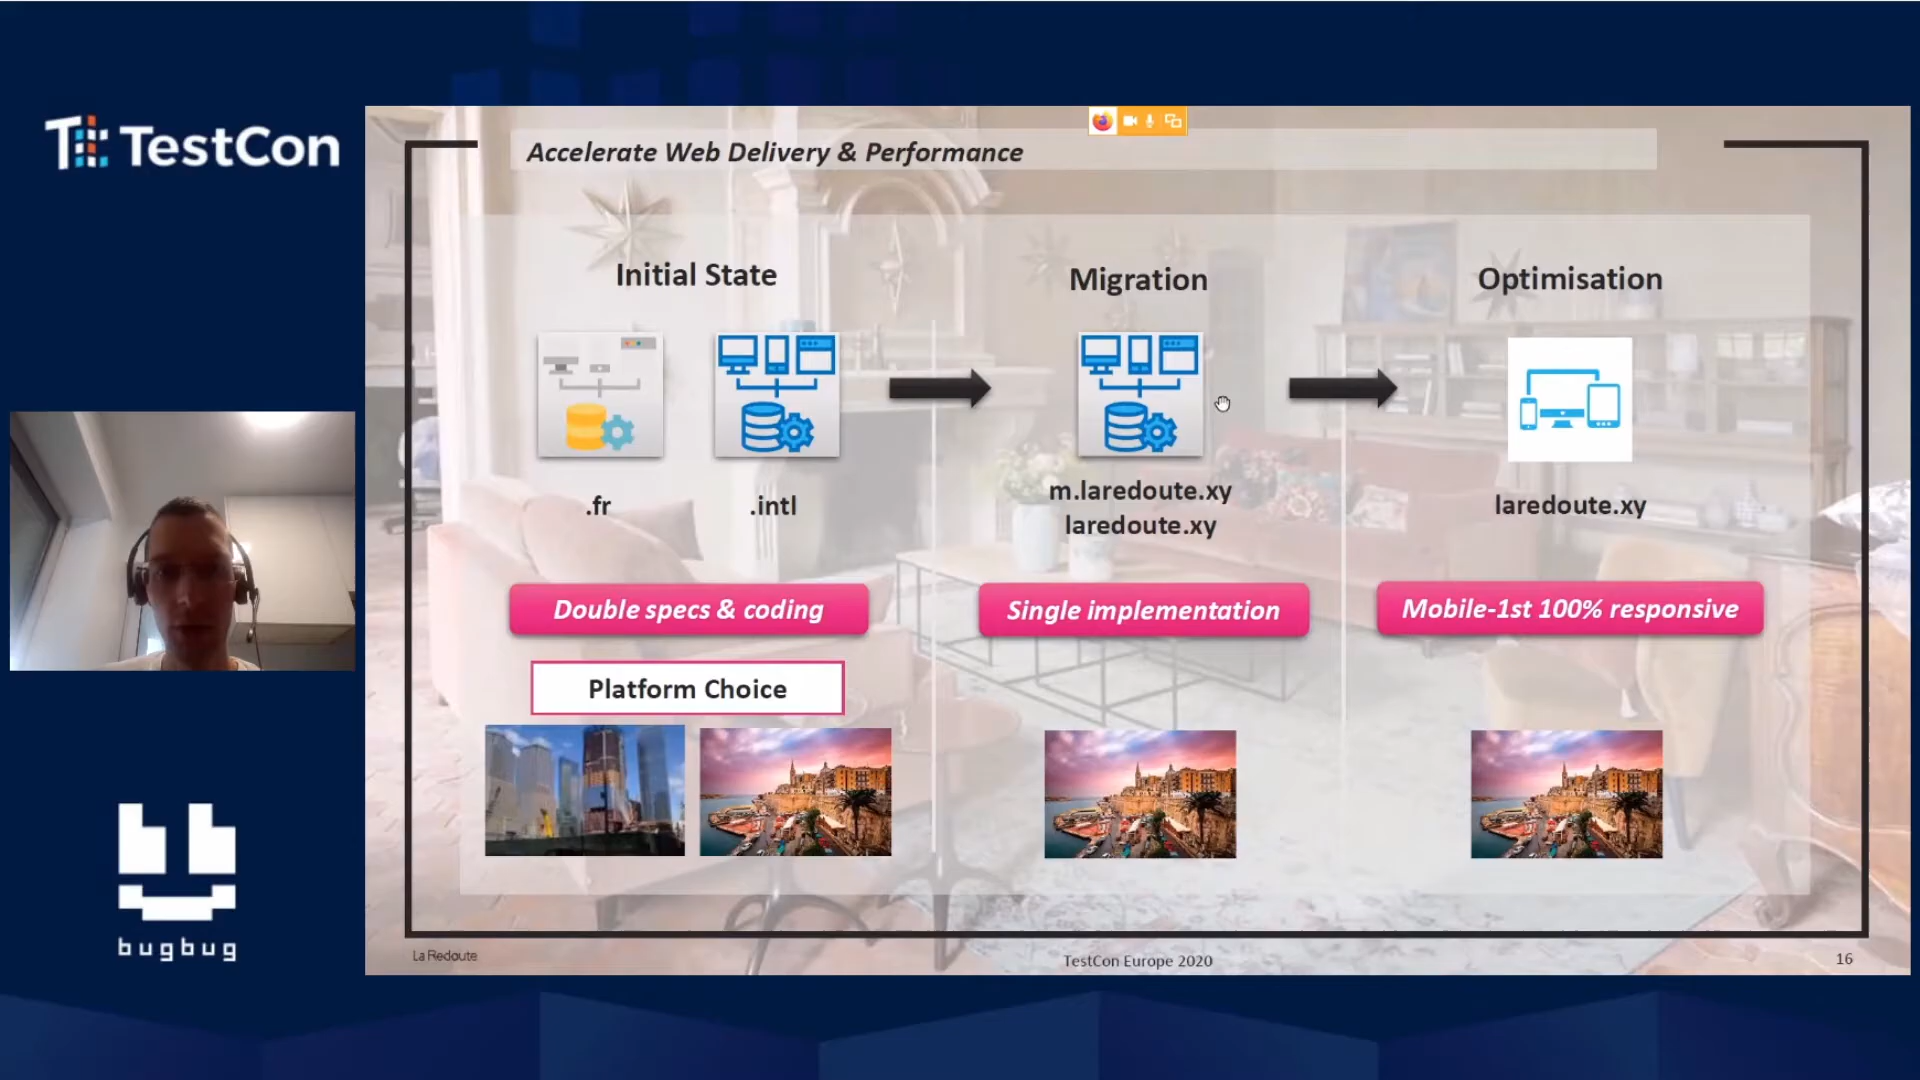 TestCon
Accelerate Web Delivery & Performance
Initial State
Migration
Optimisation
.fr
.intl
m.laredoute.xy
laredoute.xy
laredoute.xy
Double specs & coding
Single implementation
Mobile-1st 100% responsive
Platform Choice
bugbug
La Redoute
TestCon Europe 2020
16